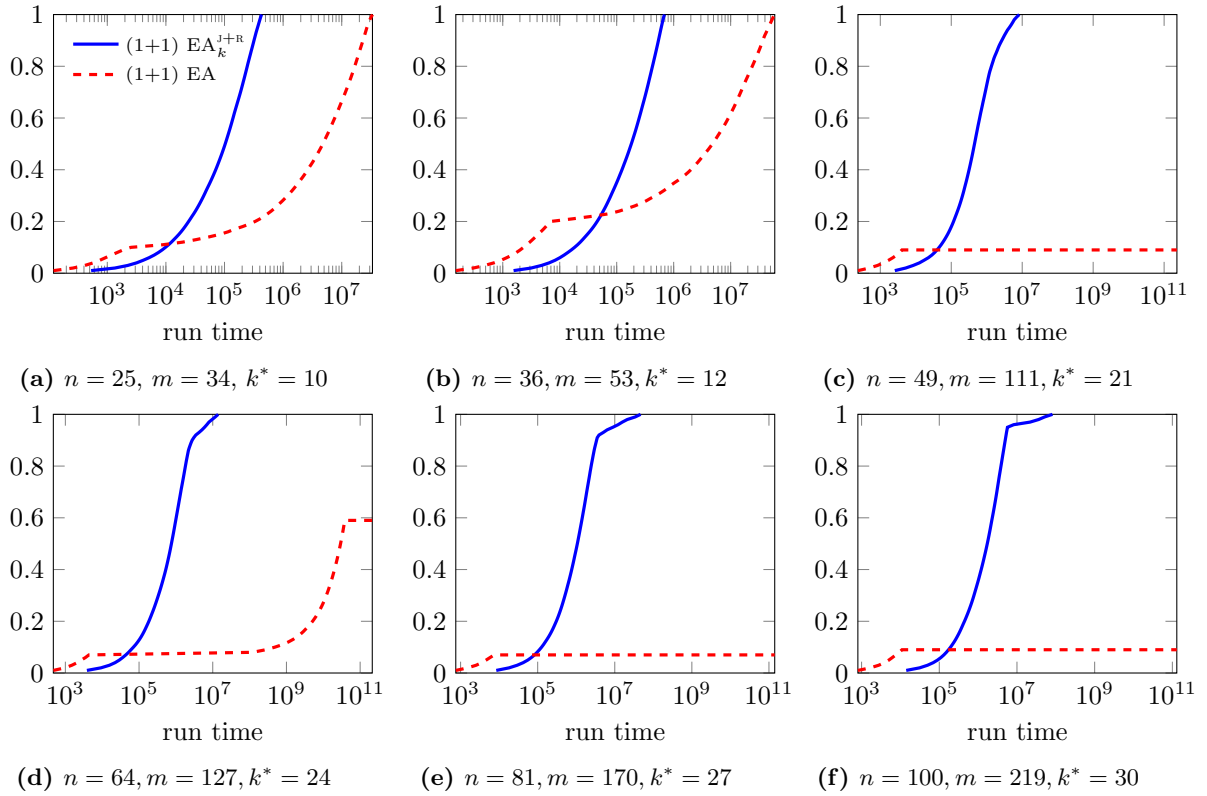 1
0.8
0.6
0.4
0.2
0
(1+1) EA_k^{J+R}
(1+1) EA
10^3 10^4 10^5 10^6 10^7
run time
(a) n = 25, m = 34, k* = 10
1
0.8
0.6
0.4
0.2
0
10^3 10^4 10^5 10^6 10^7
run time
(b) n = 36, m = 53, k* = 12
1
0.8
0.6
0.4
0.2
0
10^3 10^5 10^7 10^9 10^11
run time
(c) n = 49, m = 111, k* = 21
1
0.8
0.6
0.4
0.2
0
10^3 10^5 10^7 10^9 10^11
run time
(d) n = 64, m = 127, k* = 24
1
0.8
0.6
0.4
0.2
0
10^3 10^5 10^7 10^9 10^11
run time
(e) n = 81, m = 170, k* = 27
1
0.8
0.6
0.4
0.2
0
10^3 10^5 10^7 10^9 10^11
run time
(f) n = 100, m = 219, k* = 30